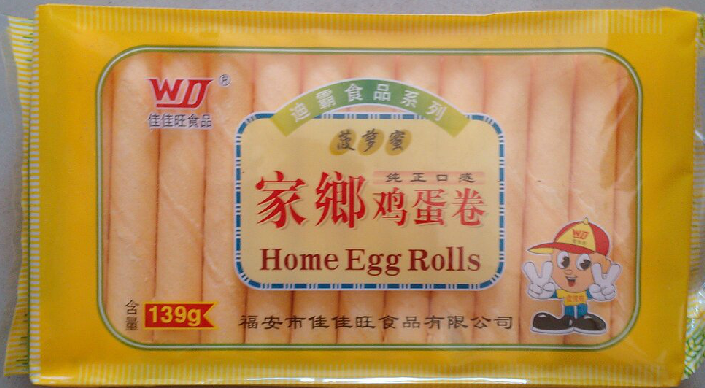 WD®
佳佳旺食品
迪霸食品系列
菠萝蜜
纯正口感
家鄉鸡蛋卷
Home Egg Rolls
WD
含量 139g
福安市佳佳旺食品有限公司